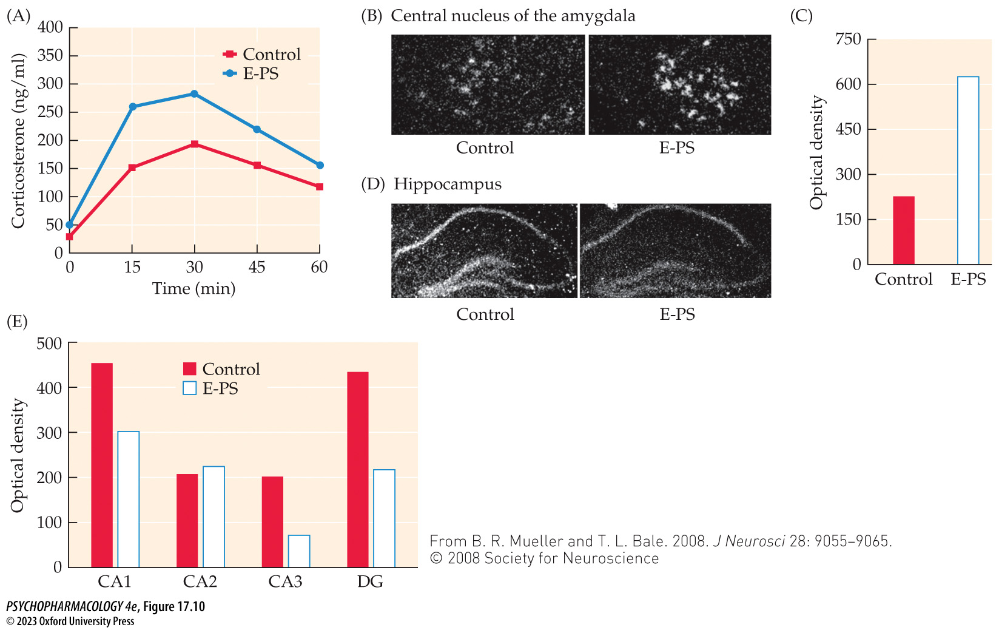 (A)
400
350
300
250
200
150
100
50
0
Corticosterone (ng/ml)
Control
E-PS
0 15 30 45 60
Time (min)
(B) Central nucleus of the amygdala
Control E-PS
(C)
750
600
450
300
150
0
Optical density
Control E-PS
(D) Hippocampus
Control E-PS
(E)
500
400
300
200
100
0
Optical density
Control
E-PS
CA1 CA2 CA3 DG
From B. R. Mueller and T. L. Bale. 2008. J Neurosci 28: 9055–9065.
© 2008 Society for Neuroscience
PSYCHOPHARMACOLOGY 4e, Figure 17.10
© 2023 Oxford University Press